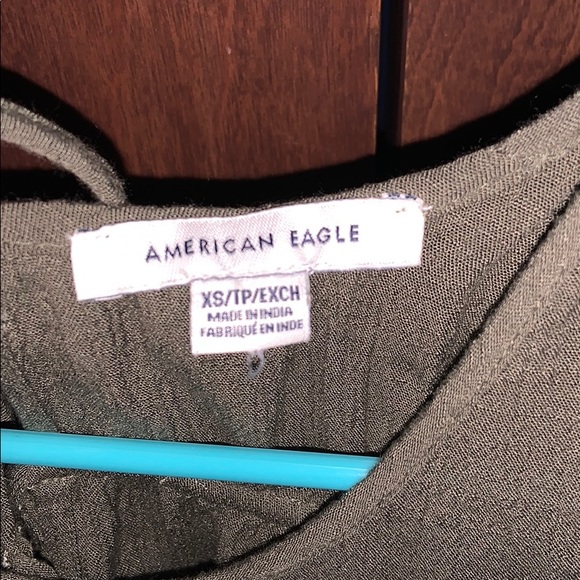 AMERICAN EAGLE
XS/TP/EXCH
MADE IN INDIA
FABRIQUÉ EN INDE